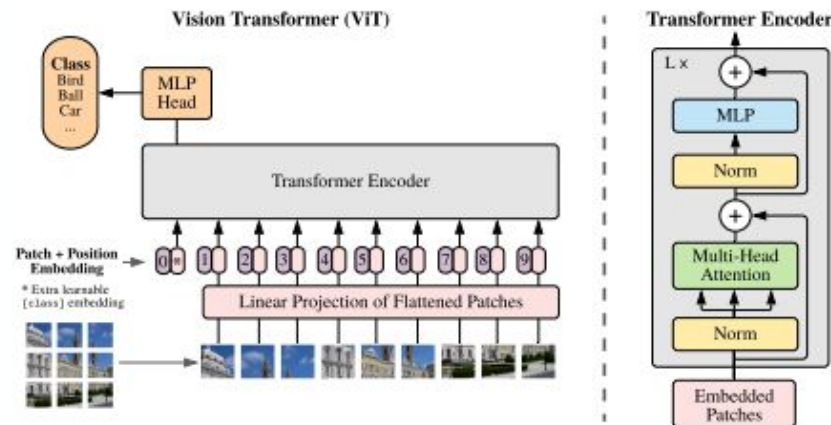 Vision Transformer (ViT)
Class
Bird
Ball
Car
...
MLP
Head
Transformer Encoder
Patch + Position
Embedding
0 * 1 2 3 4 5 6 7 8 9
* Extra learnable
[class] embedding
Linear Projection of Flattened Patches
Transformer Encoder
L ×
+
MLP
Norm
+
Multi-Head
Attention
Norm
Embedded
Patches